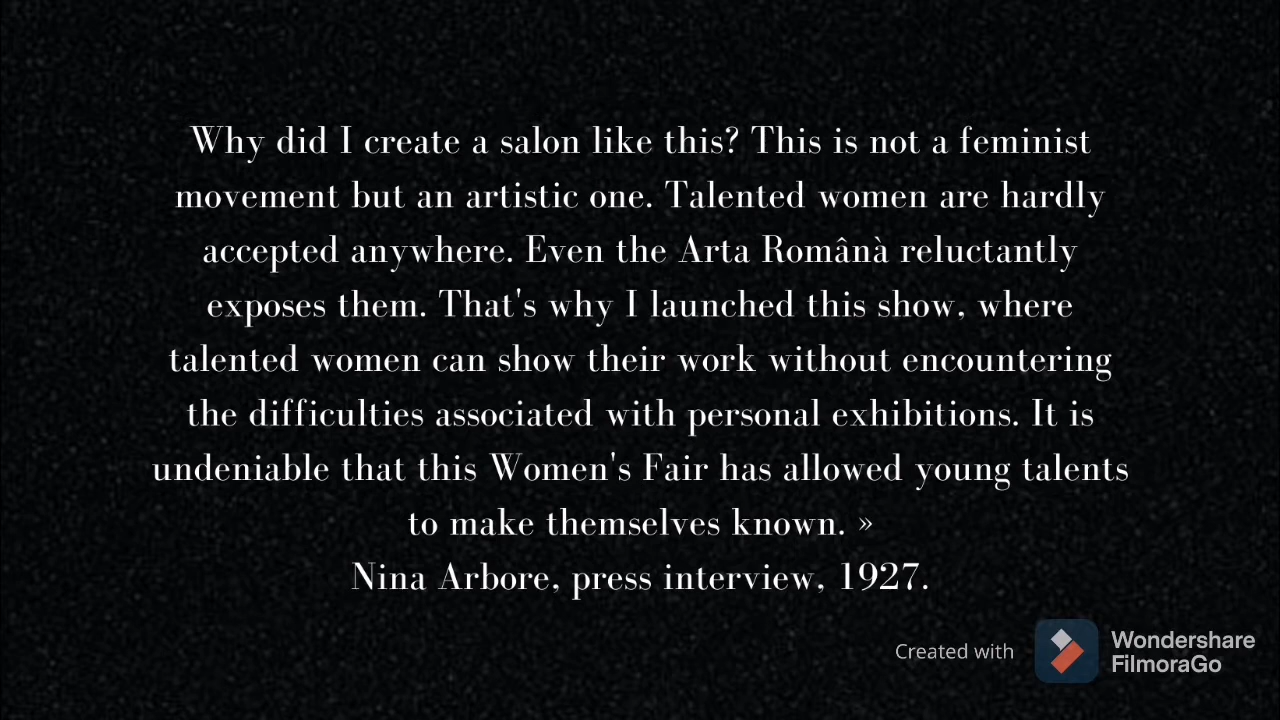 Why did I create a salon like this? This is not a feminist
movement but an artistic one. Talented women are hardly
accepted anywhere. Even the Arta Românà reluctantly
exposes them. That's why I launched this show, where
talented women can show their work without encountering
the difficulties associated with personal exhibitions. It is
undeniable that this Women's Fair has allowed young talents
to make themselves known. »
Nina Arbore, press interview, 1927.
Created with
Wondershare
FilmoraGo